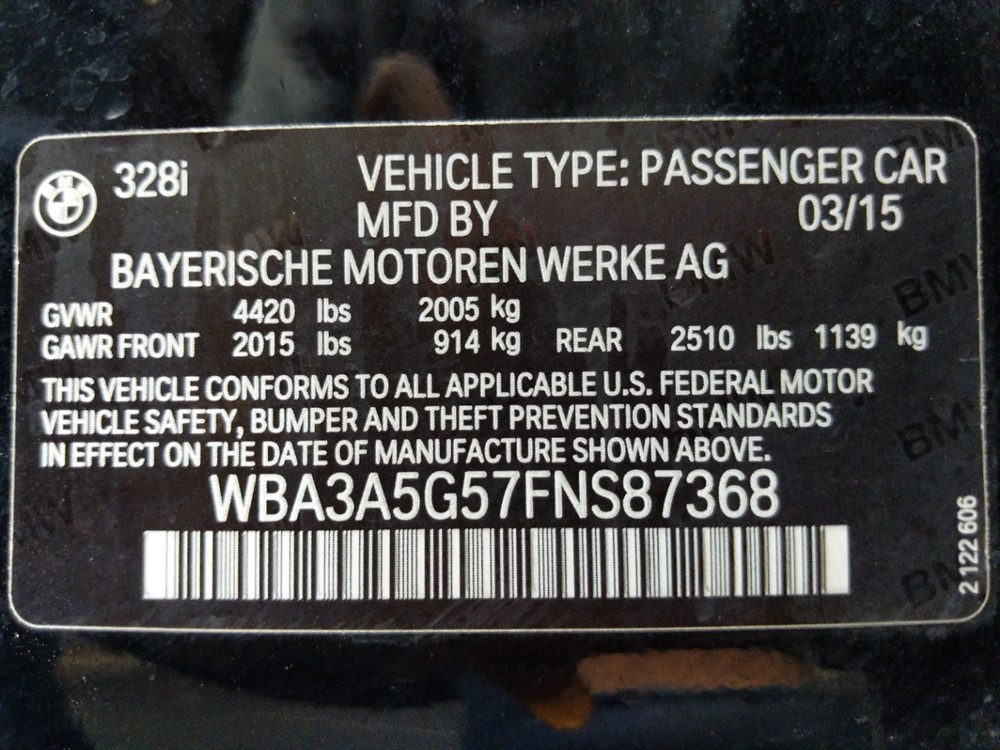 328i VEHICLE TYPE: PASSENGER CAR
MFD BY 03/15
BAYERISCHE MOTOREN WERKE AG
GVWR 4420 lbs 2005 kg
GAWR FRONT 2015 lbs 914 kg REAR 2510 lbs 1139 kg
THIS VEHICLE CONFORMS TO ALL APPLICABLE U.S. FEDERAL MOTOR
VEHICLE SAFETY, BUMPER AND THEFT PREVENTION STANDARDS
IN EFFECT ON THE DATE OF MANUFACTURE SHOWN ABOVE.
WBA3A5G57FNS87368
2 122 606
BMW